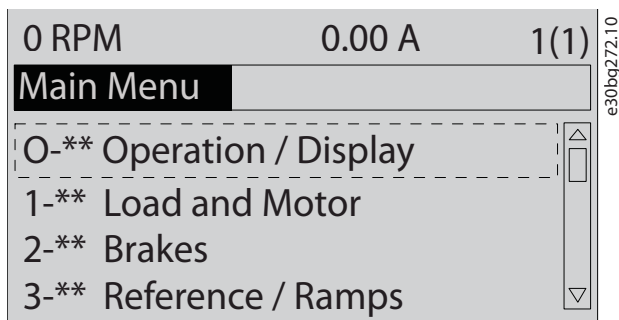 0 RPM 0.00 A 1(1)
Main Menu
O-** Operation / Display
1-** Load and Motor
2-** Brakes
3-** Reference / Ramps
e30bq272.10